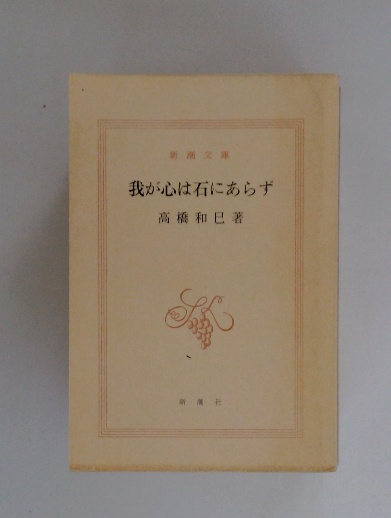 新潮文庫
我が心は石にあらず
高橋和巳著
新潮社